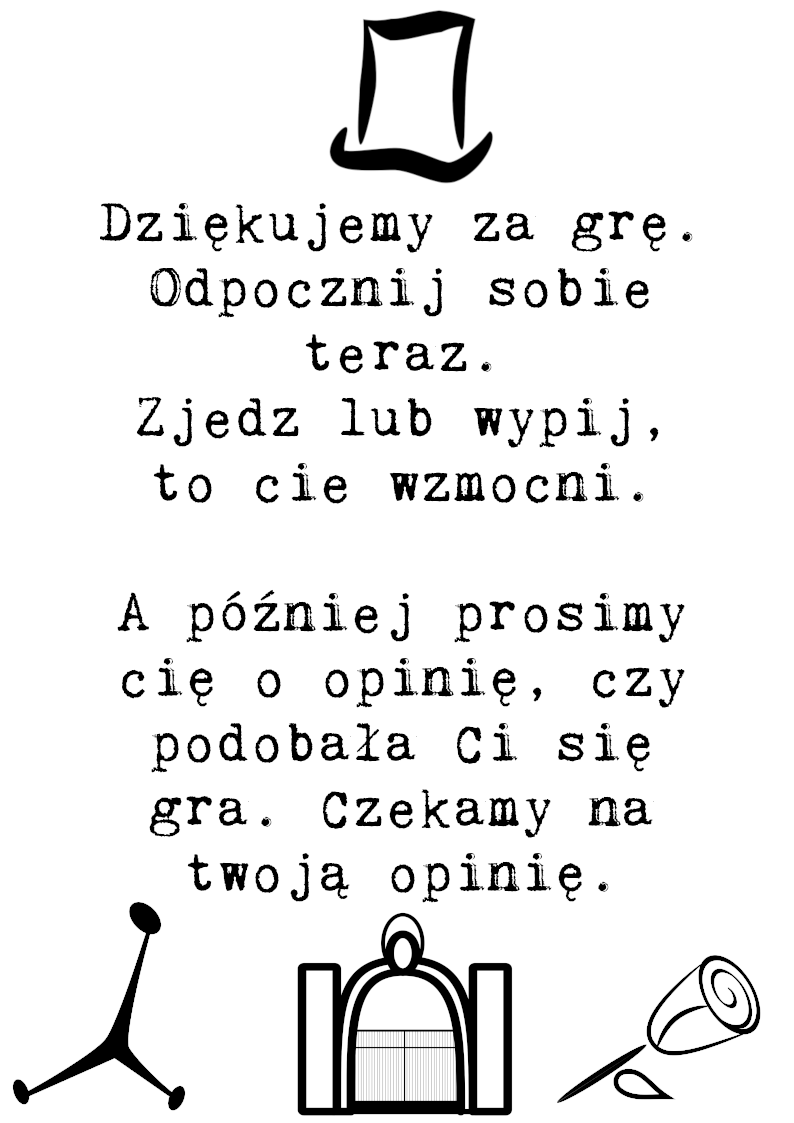 Dziękujemy za grę.
Odpocznij sobie
teraz.
Zjedz lub wypij,
to cie wzmocni.
A później prosimy
cię o opinię, czy
podobała Ci się
gra. Czekamy na
twoją opinię.